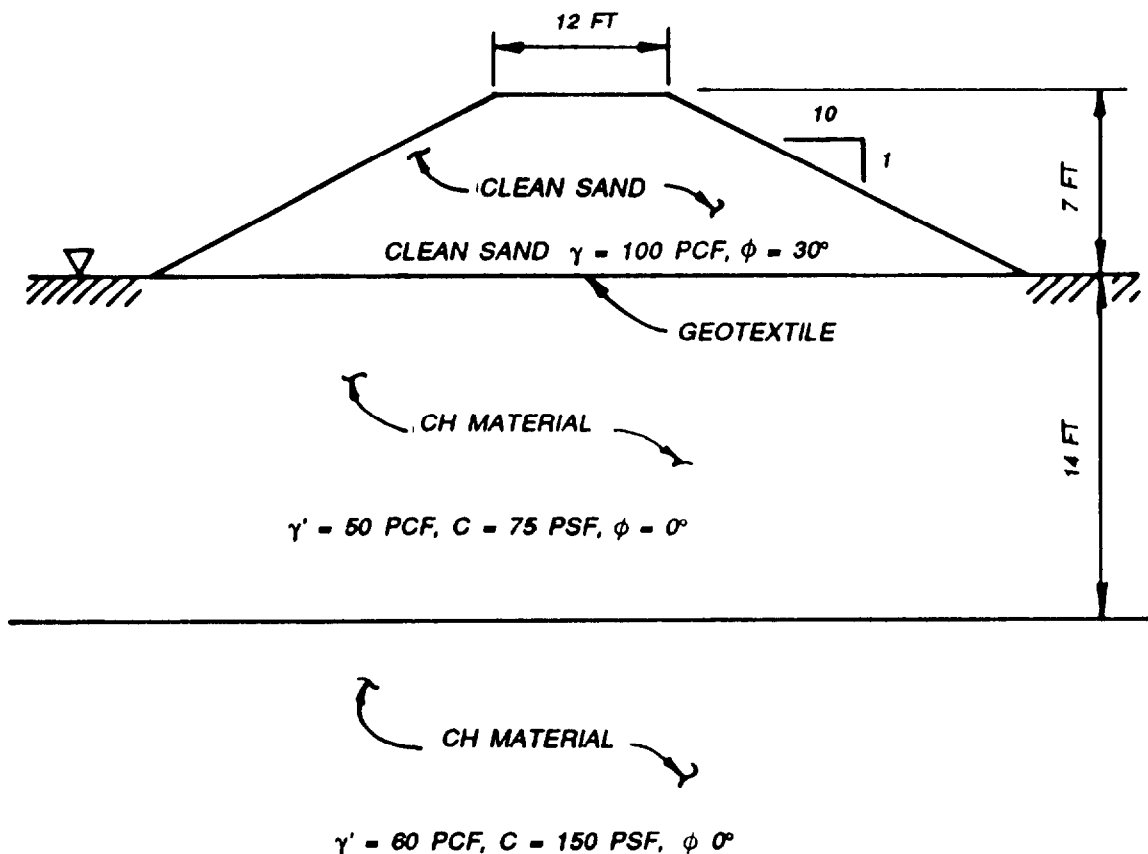 12 FT
10
1
7 FT
CLEAN SAND
CLEAN SAND γ = 100 PCF, ϕ = 30°
GEOTEXTILE
14 FT
CH MATERIAL
γ' = 50 PCF, C = 75 PSF, ϕ = 0°
CH MATERIAL
γ' = 60 PCF, C = 150 PSF, ϕ 0°